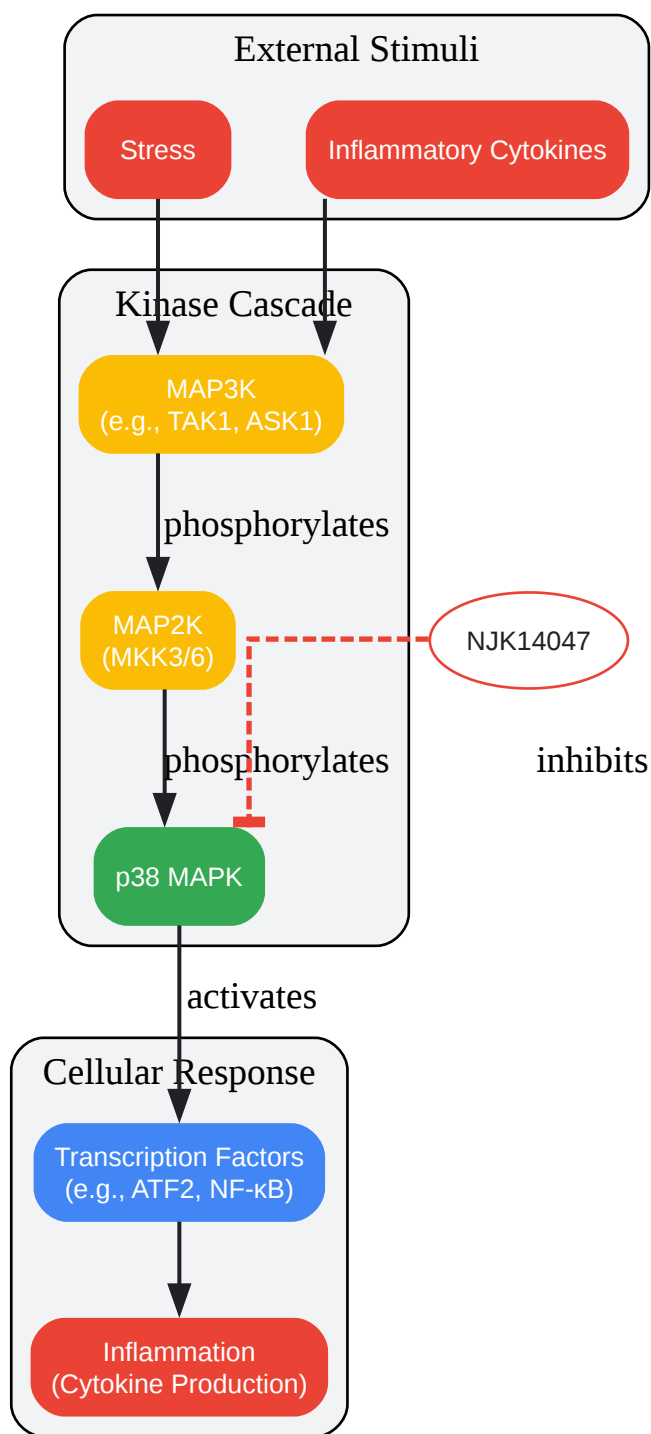 External Stimuli
Stress
Inflammatory Cytokines
Kinase Cascade
MAP3K
(e.g., TAK1, ASK1)
phosphorylates
MAP2K
(MKK3/6)
NJK14047
phosphorylates
inhibits
p38 MAPK
activates
Cellular Response
Transcription Factors
(e.g., ATF2, NF-κB)
Inflammation
(Cytokine Production)